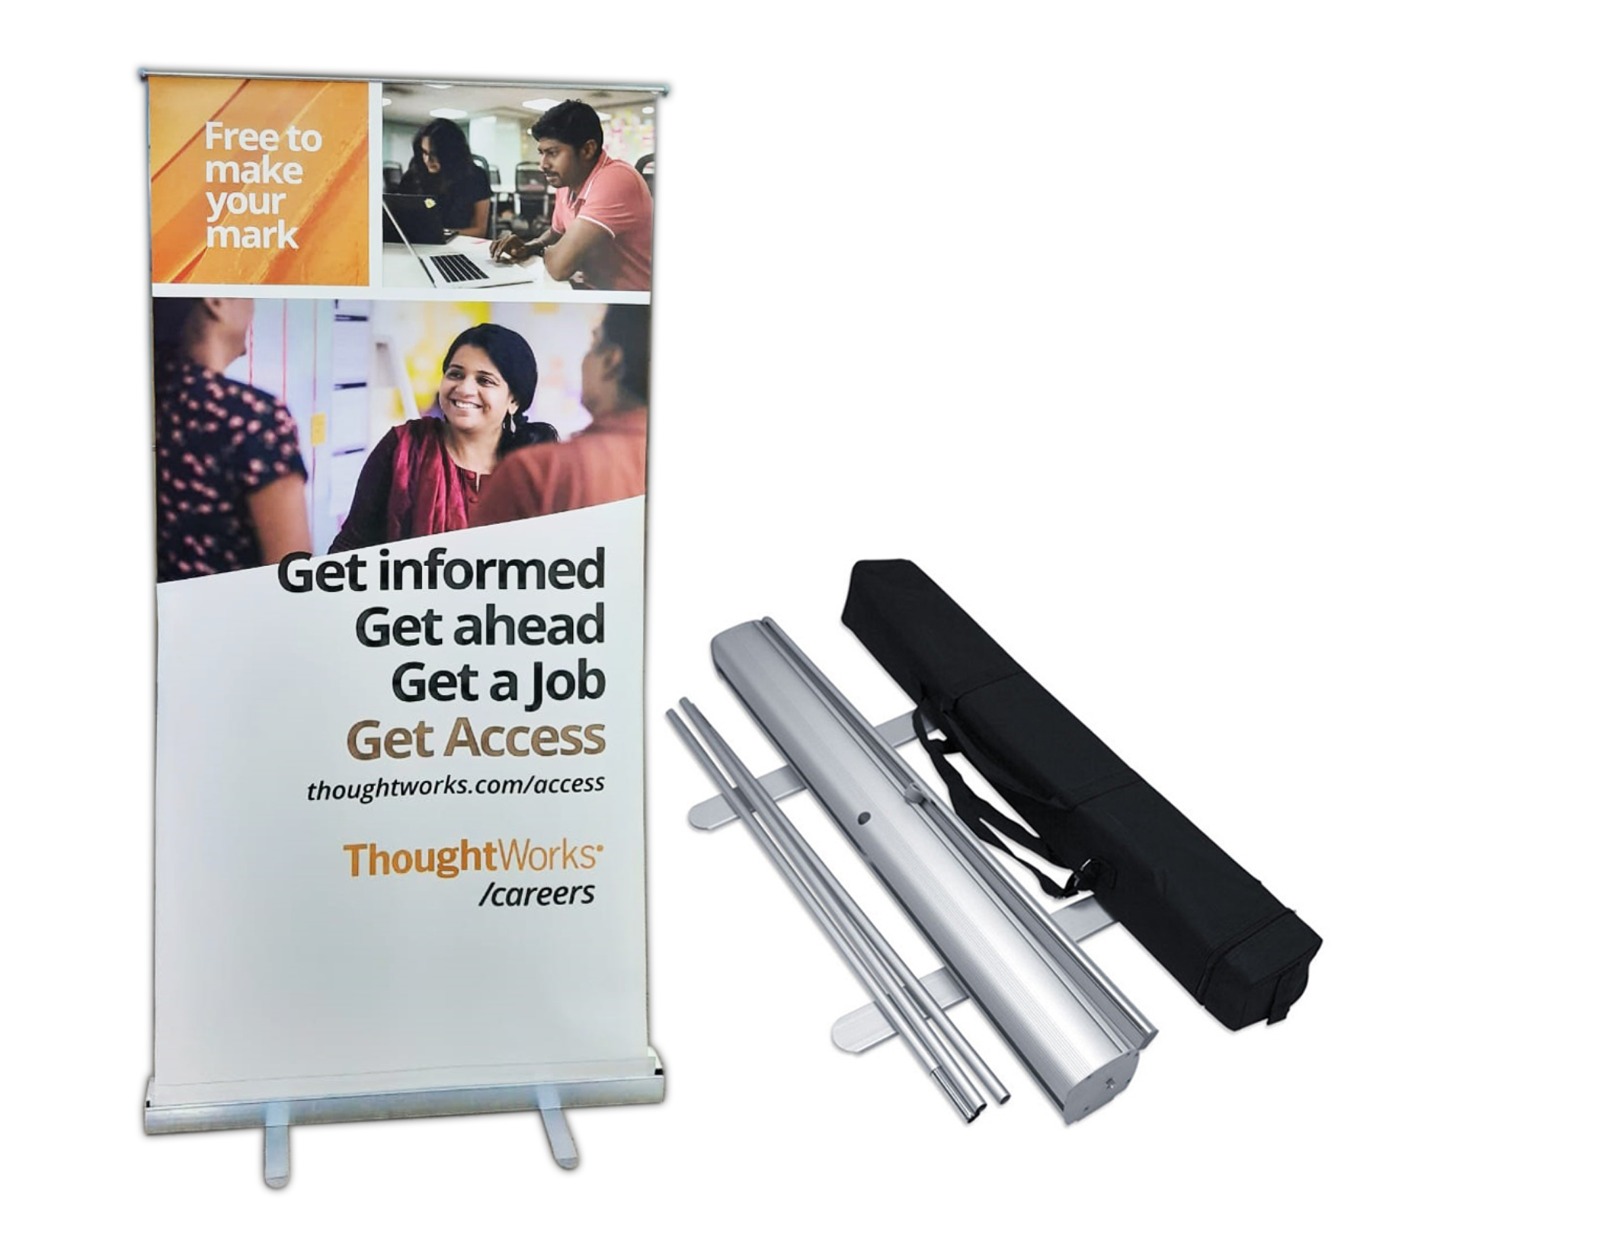 Free to
make
your
mark
Get informed
Get ahead
Get a Job
Get Access
thoughtworks.com/access
ThoughtWorks
/careers